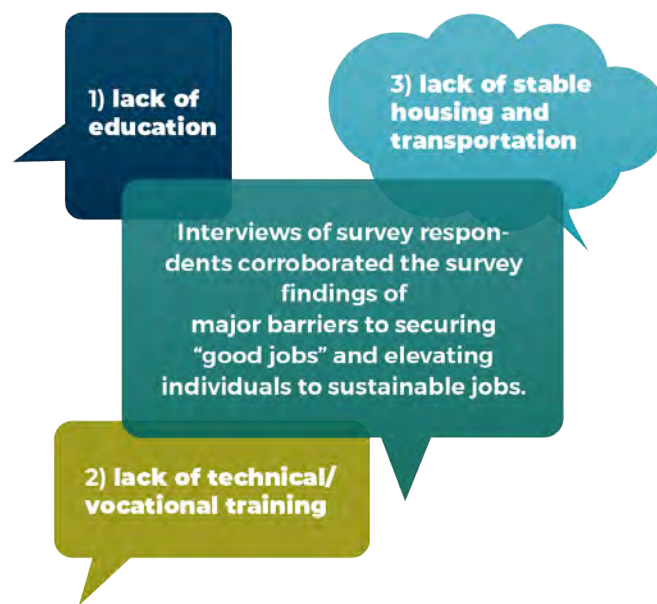 1) lack of
education
3) lack of stable
housing and
transportation
Interviews of survey respon-
dents corroborated the survey
findings of
major barriers to securing
“good jobs” and elevating
individuals to sustainable jobs.
2) lack of technical/
vocational training